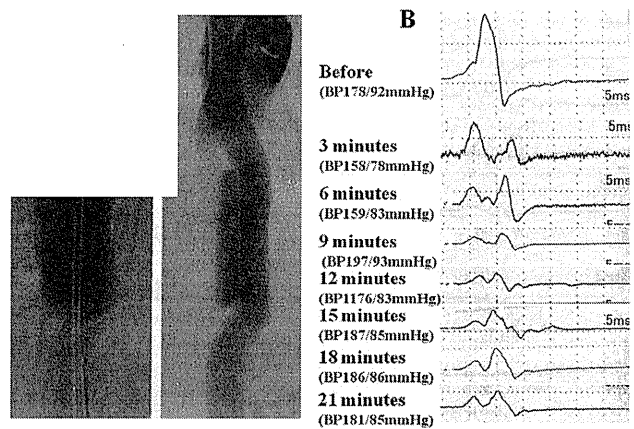 B
Before
(BP178/92mmHg)
5ms
3 minutes
(BP158/78mmHg)
5ms
6 minutes
(BP159/83mmHg)
5ms
9 minutes
(BP197/93mmHg)
12 minutes
(BP1176/83mmHg)
15 minutes
(BP187/85mmHg)
5ms
18 minutes
(BP186/86mmHg)
21 minutes
(BP181/85mmHg)